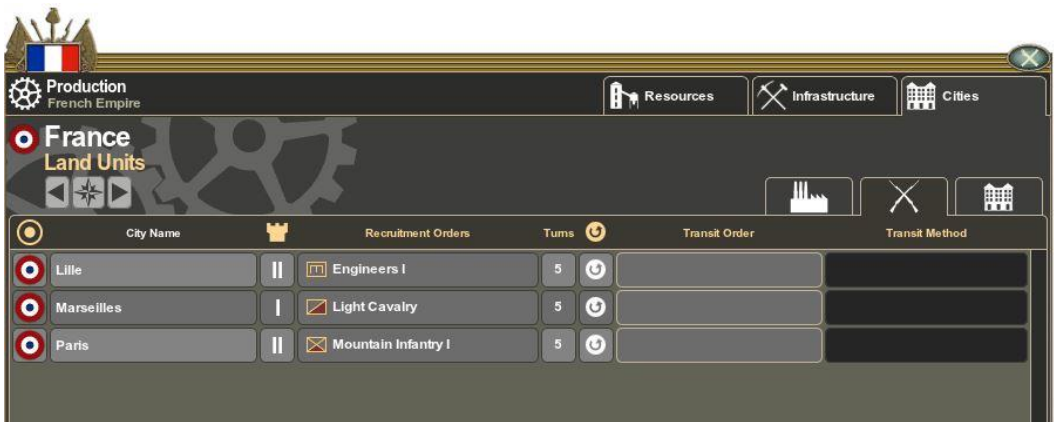 Production
French Empire
Resources
Infrastructure
Cities
France
Land Units
City Name Recruitment Orders Turns Transit Order Transit Method
Lille II Engineers I 5
Marseilles I Light Cavalry 5
Paris II Mountain Infantry I 5